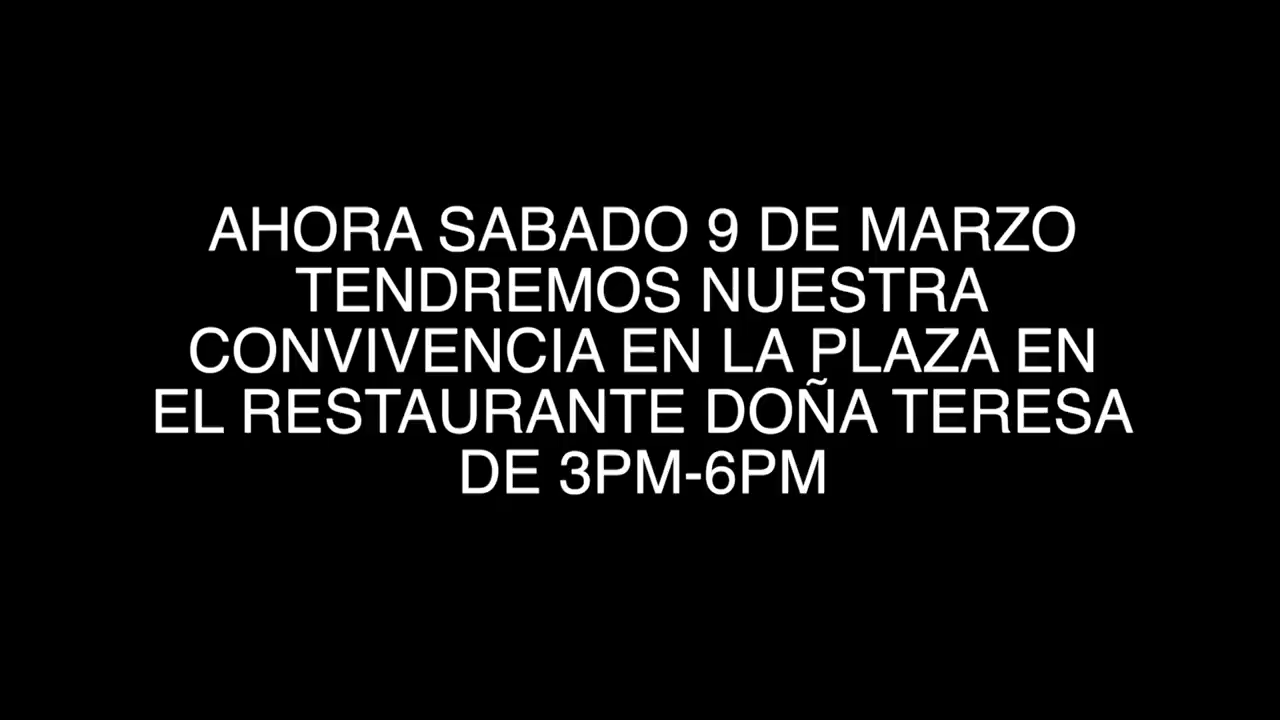 AHORA SABADO 9 DE MARZO
TENDREMOS NUESTRA
CONVIVENCIA EN LA PLAZA EN
EL RESTAURANTE DOÑA TERESA
DE 3PM-6PM